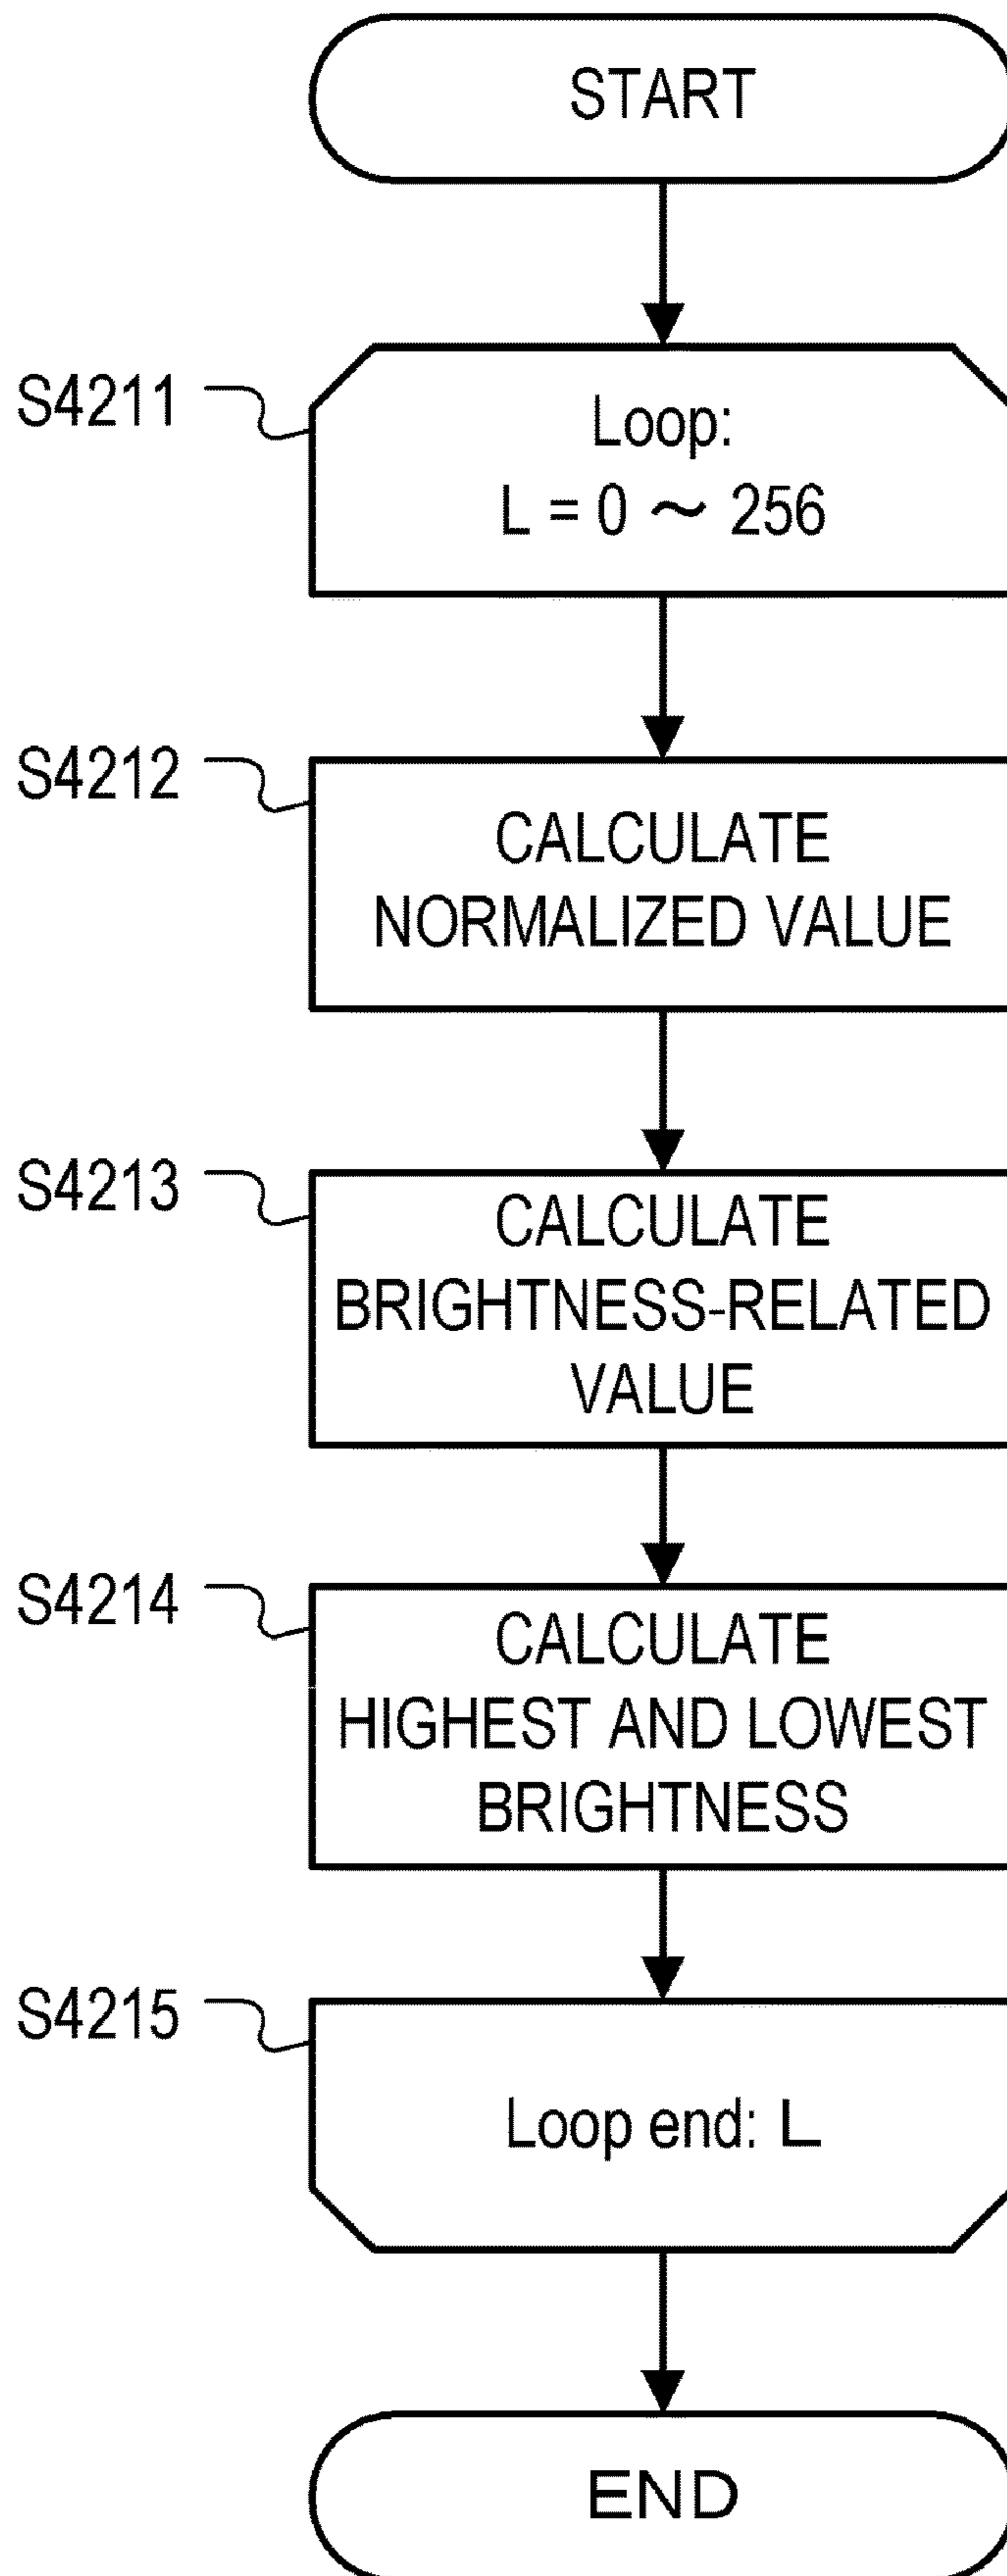 START
S4211
Loop:
L = 0 ～ 256
S4212
CALCULATE
NORMALIZED VALUE
S4213
CALCULATE
BRIGHTNESS-RELATED
VALUE
S4214
CALCULATE
HIGHEST AND LOWEST
BRIGHTNESS
S4215
Loop end: L
END